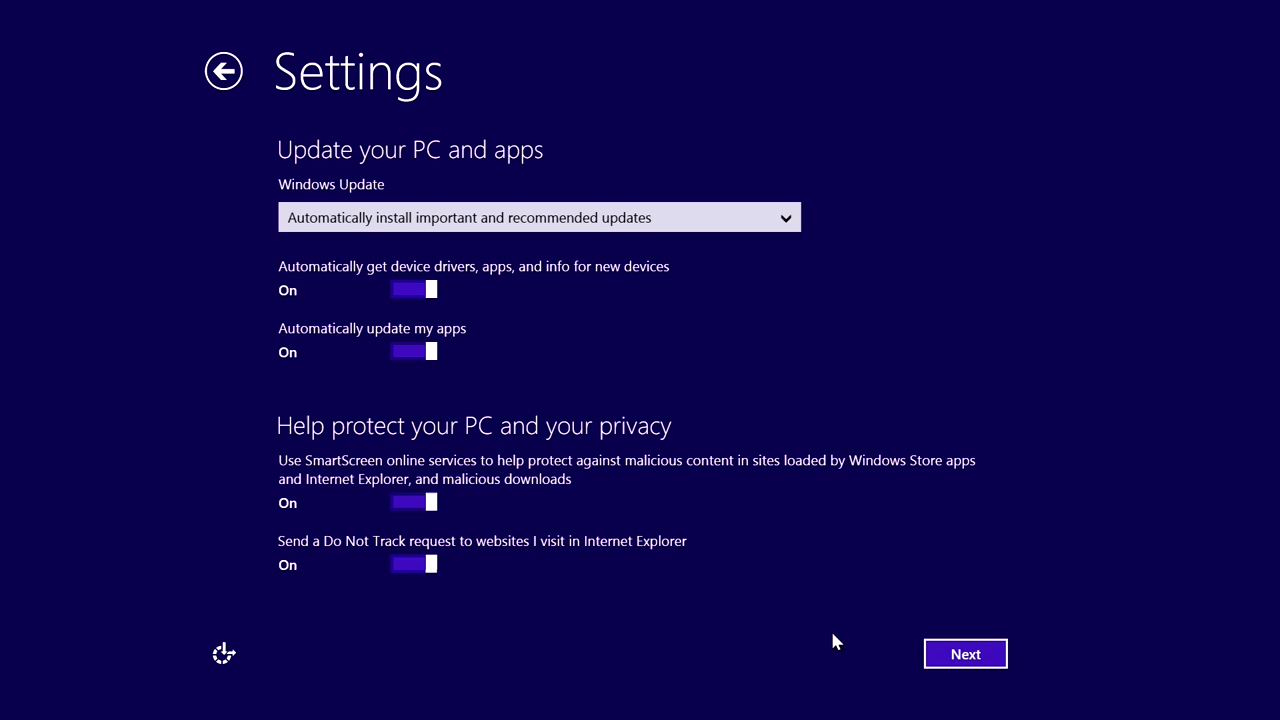 Settings
Update your PC and apps
Windows Update
Automatically install important and recommended updates
Automatically get device drivers, apps, and info for new devices
On
Automatically update my apps
On
Help protect your PC and your privacy
Use SmartScreen online services to help protect against malicious content in sites loaded by Windows Store apps
and Internet Explorer, and malicious downloads
On
Send a Do Not Track request to websites I visit in Internet Explorer
On
Next